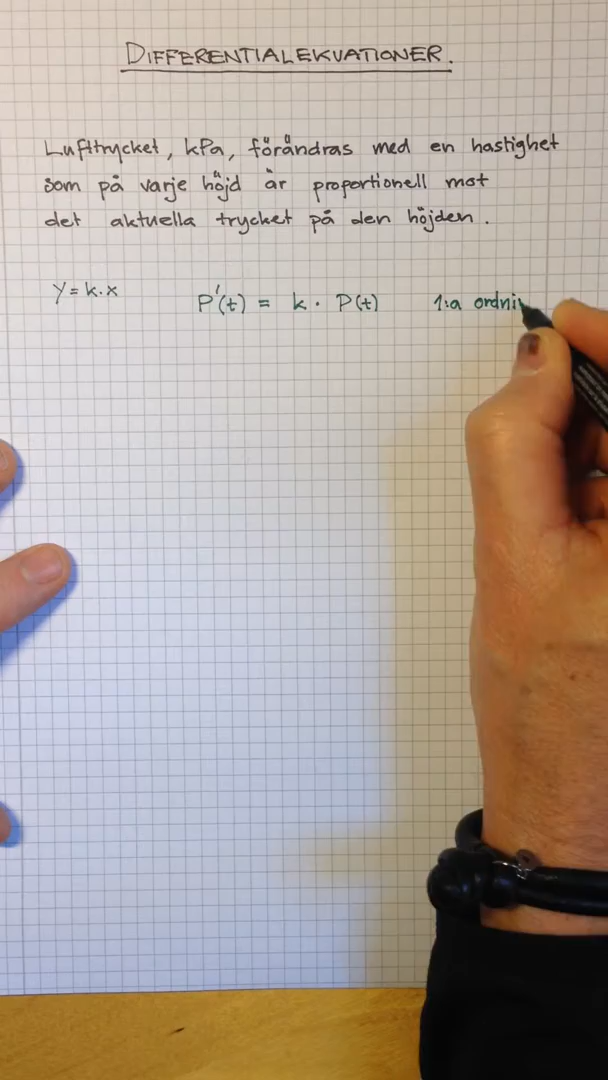 DIFFERENTIALEKVATIONER.
Lufttrycket, kPa, förändras med en hastighet
som på varje höjd är proportionell mot
det aktuella trycket på den höjden.
y = k·x P'(t) = k · P(t) 1:a ordni